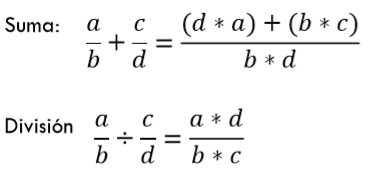 Suma: a/b + c/d = (d * a) + (b * c) / b * d
División a/b ÷ c/d = a * d / b * c